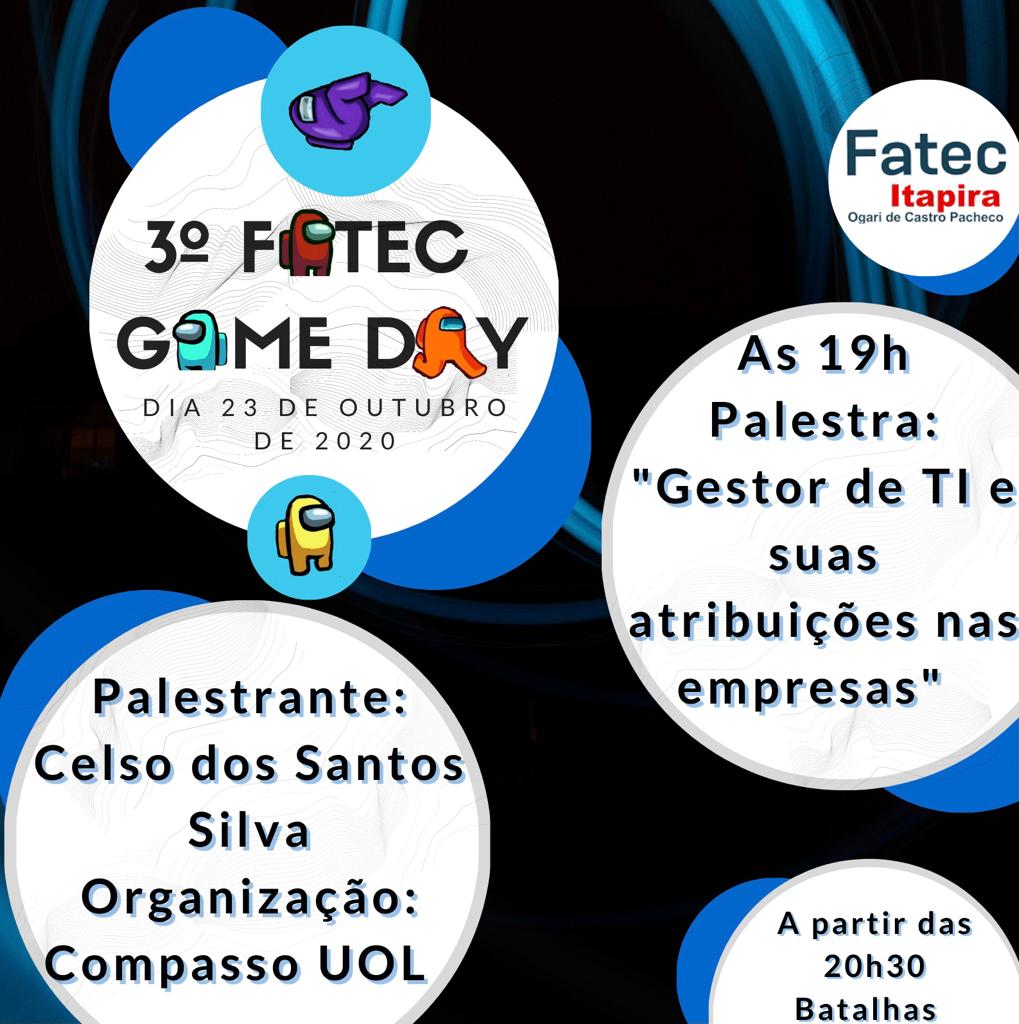 3º FATEC
GAME DAY
DIA 23 DE OUTUBRO
DE 2020
Fatec
Itapira
Ogari de Castro Pacheco
As 19h
Palestra:
"Gestor de TI e
suas
atribuições nas
empresas"
Palestrante:
Celso dos Santos
Silva
Organização:
Compasso UOL
A partir das
20h30
Batalhas